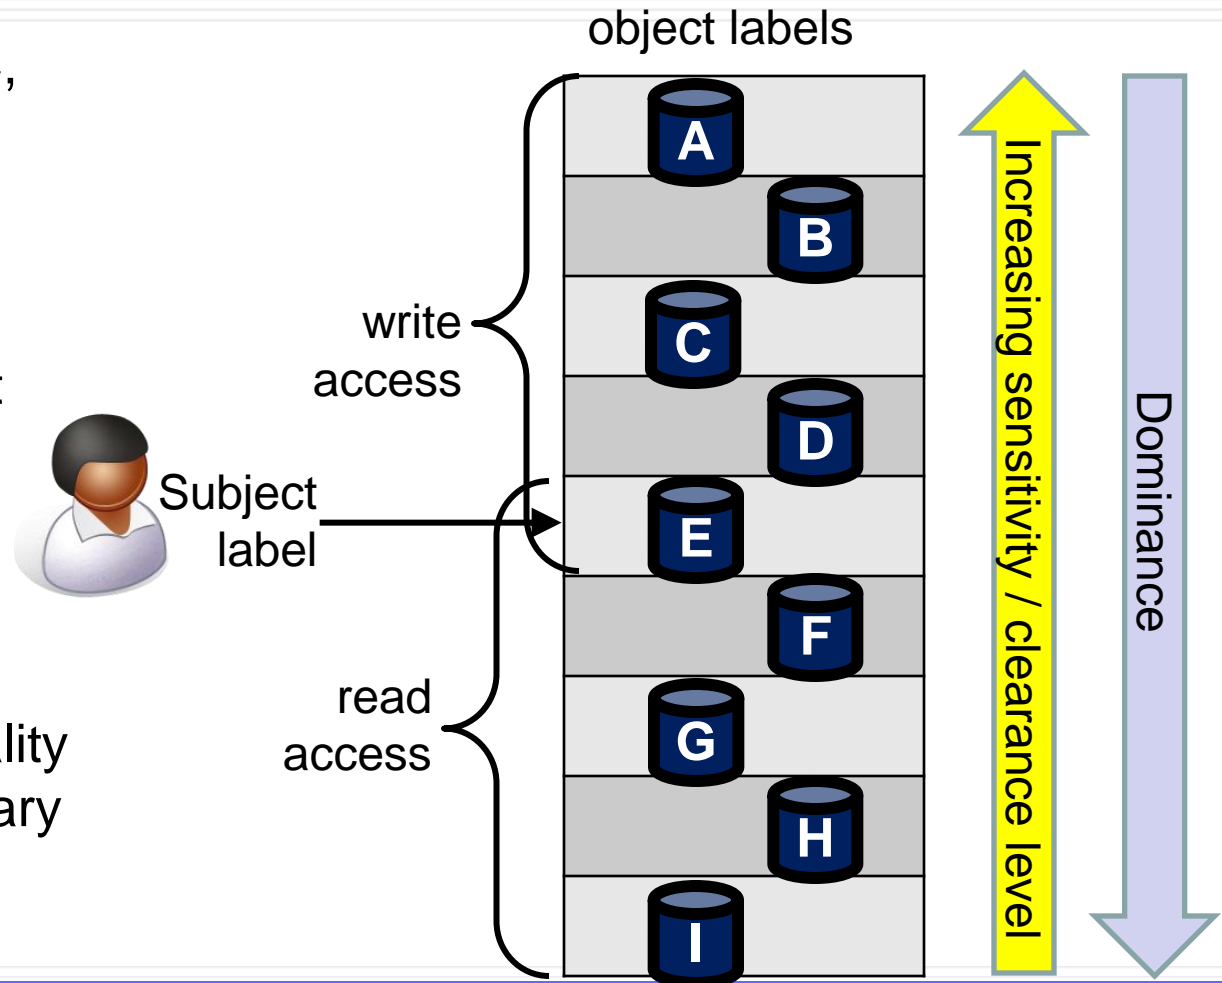 object labels
A
B
write
access
C
D
Subject
label
E
F
read
access
G
H
I
Increasing sensitivity / clearance level
Dominance